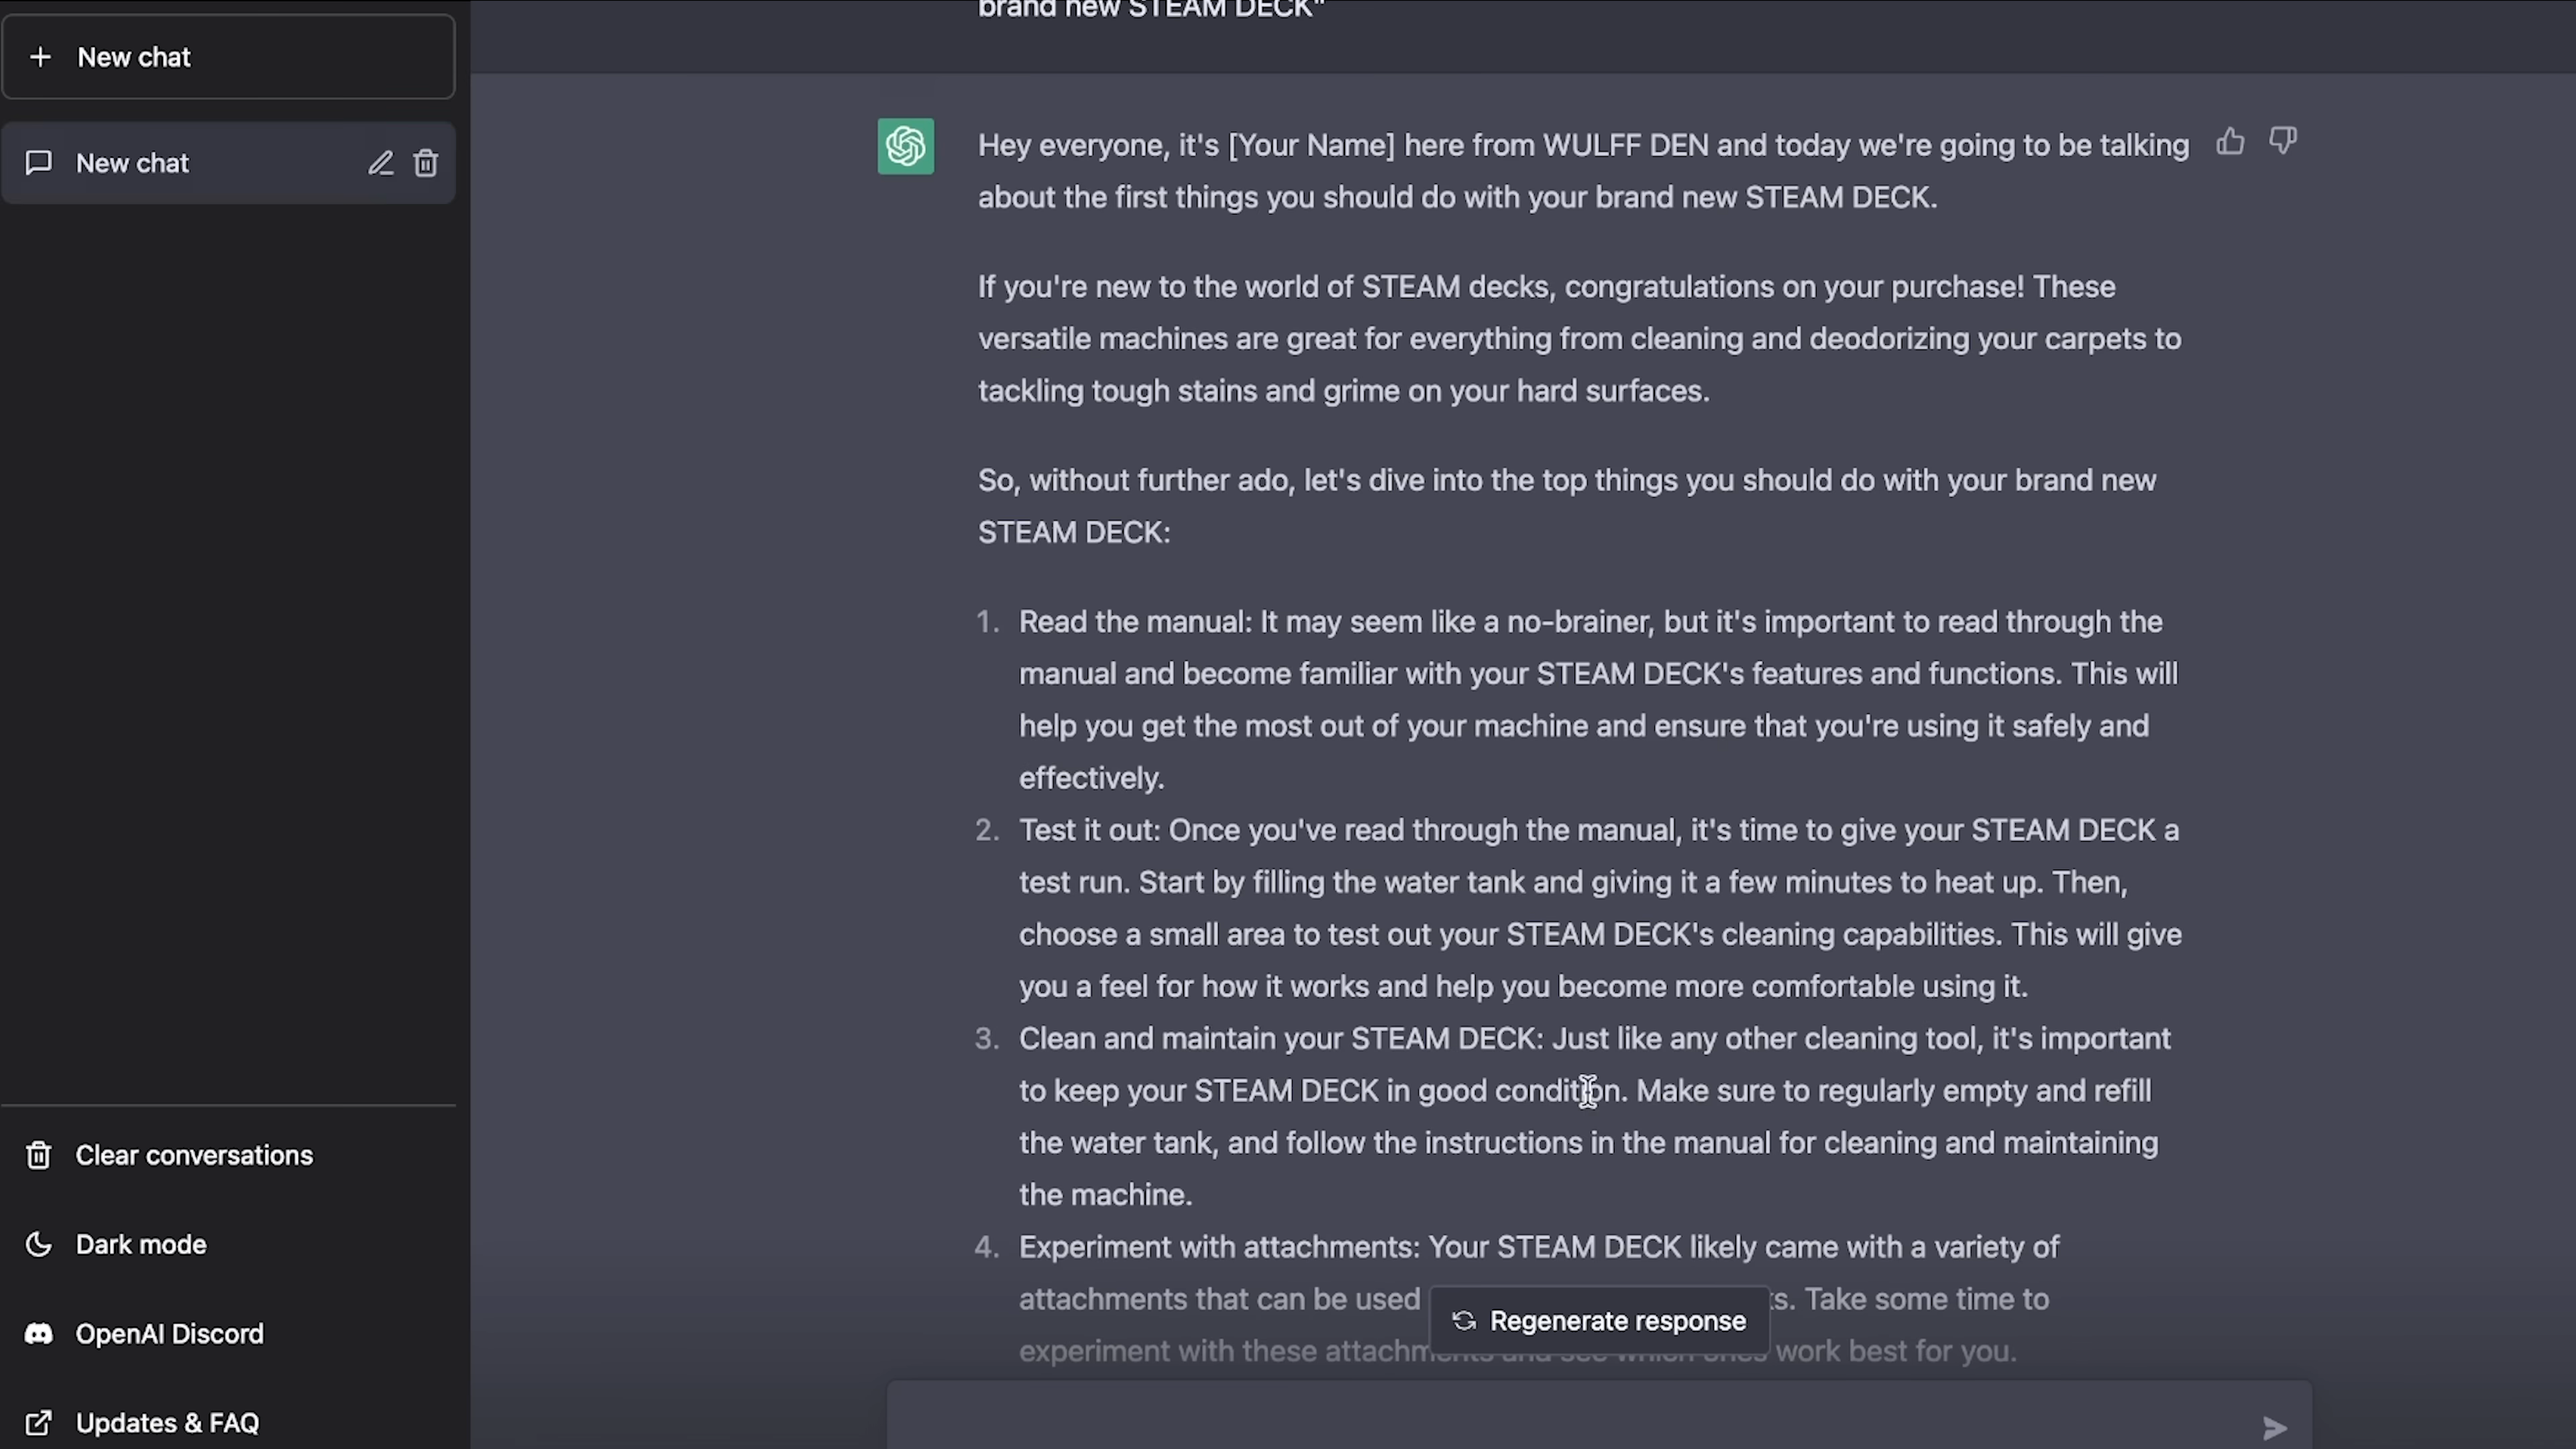 brand new STEAM DECK"
New chat
New chat
Hey everyone, it's [Your Name] here from WULFF DEN and today we're going to be talking
about the first things you should do with your brand new STEAM DECK.
If you're new to the world of STEAM decks, congratulations on your purchase! These
versatile machines are great for everything from cleaning and deodorizing your carpets to
tackling tough stains and grime on your hard surfaces.
So, without further ado, let's dive into the top things you should do with your brand new
STEAM DECK:
1. Read the manual: It may seem like a no-brainer, but it's important to read through the
manual and become familiar with your STEAM DECK's features and functions. This will
help you get the most out of your machine and ensure that you're using it safely and
effectively.
2. Test it out: Once you've read through the manual, it's time to give your STEAM DECK a
test run. Start by filling the water tank and giving it a few minutes to heat up. Then,
choose a small area to test out your STEAM DECK's cleaning capabilities. This will give
you a feel for how it works and help you become more comfortable using it.
3. Clean and maintain your STEAM DECK: Just like any other cleaning tool, it's important
to keep your STEAM DECK in good condition. Make sure to regularly empty and refill
the water tank, and follow the instructions in the manual for cleaning and maintaining
the machine.
4. Experiment with attachments: Your STEAM DECK likely came with a variety of
attachments that can be used Take some time to
experiment with these attachments and see which ones work best for you.
Regenerate response
Clear conversations
Dark mode
OpenAI Discord
Updates & FAQ